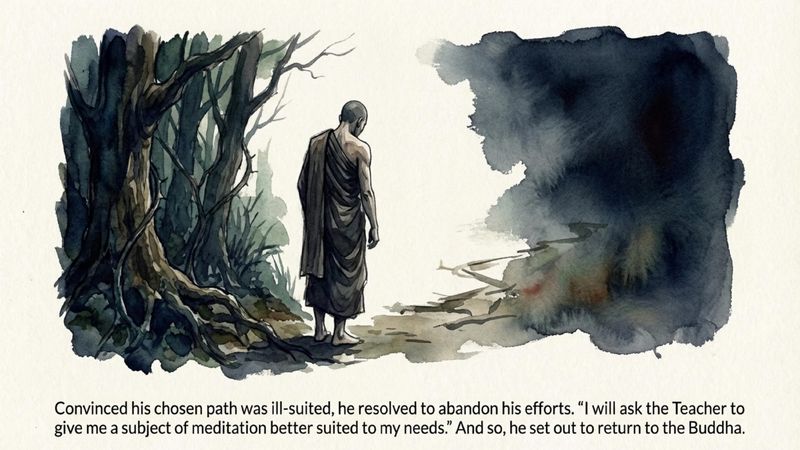 Convinced his chosen path was ill-suited, he resolved to abandon his efforts. “I will ask the Teacher to
give me a subject of meditation better suited to my needs.” And so, he set out to return to the Buddha.